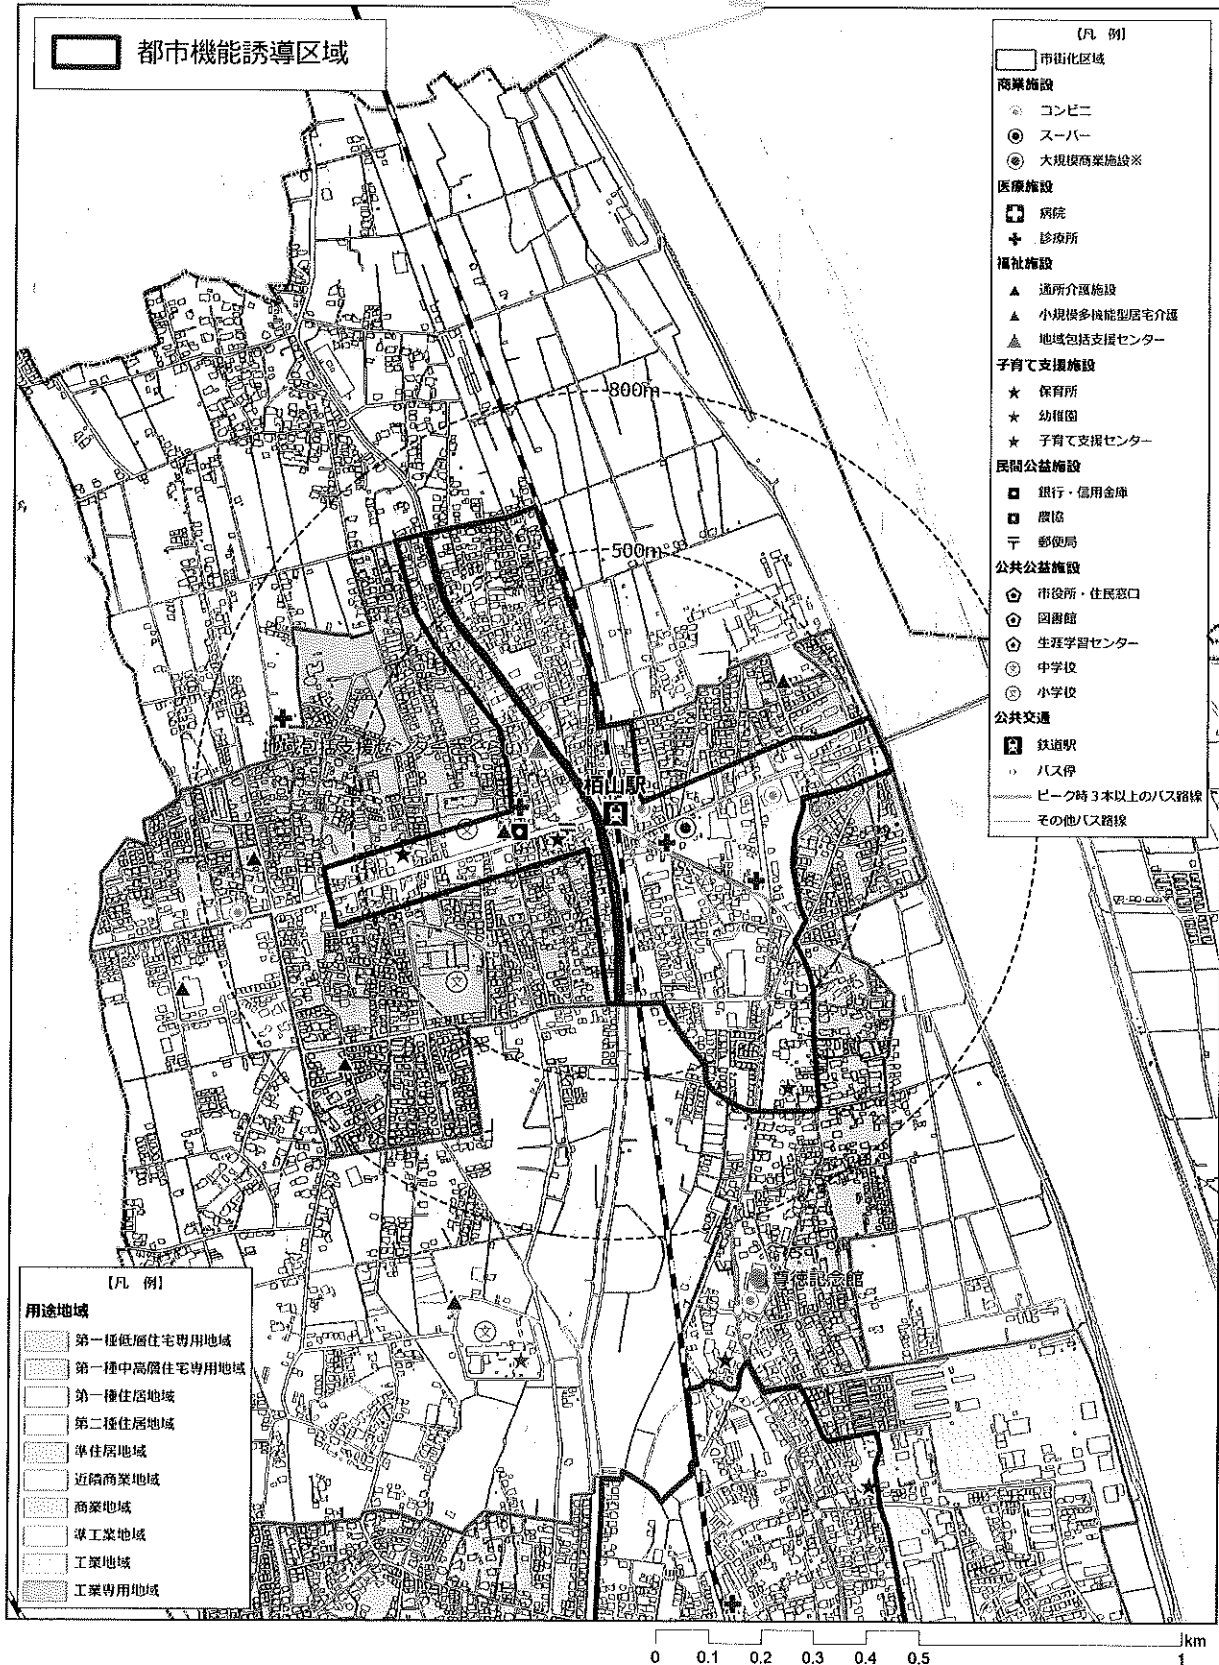 都市機能誘導区域
【凡 例】
市街化区域
商業施設
コンビニ
スーパー
大規模商業施設※
医療施設
病院
診療所
福祉施設
通所介護施設
小規模多機能型居宅介護
地域包括支援センター
子育て支援施設
保育所
幼稚園
子育て支援センター
民間公益施設
銀行・信用金庫
農協
郵便局
公共公益施設
市役所・住民窓口
図書館
生涯学習センター
中学校
小学校
公共交通
鉄道駅
バス停
ピーク時3本以上のバス路線
その他バス路線
800m
500m
地域包括支援センターさくらい
栢山駅
文
文
尊徳記念館
文
【凡 例】
用途地域
第一種低層住宅専用地域
第一種中高層住宅専用地域
第一種住居地域
第二種住居地域
準住居地域
近隣商業地域
商業地域
準工業地域
工業地域
工業専用地域
km
0 0.1 0.2 0.3 0.4 0.5 1